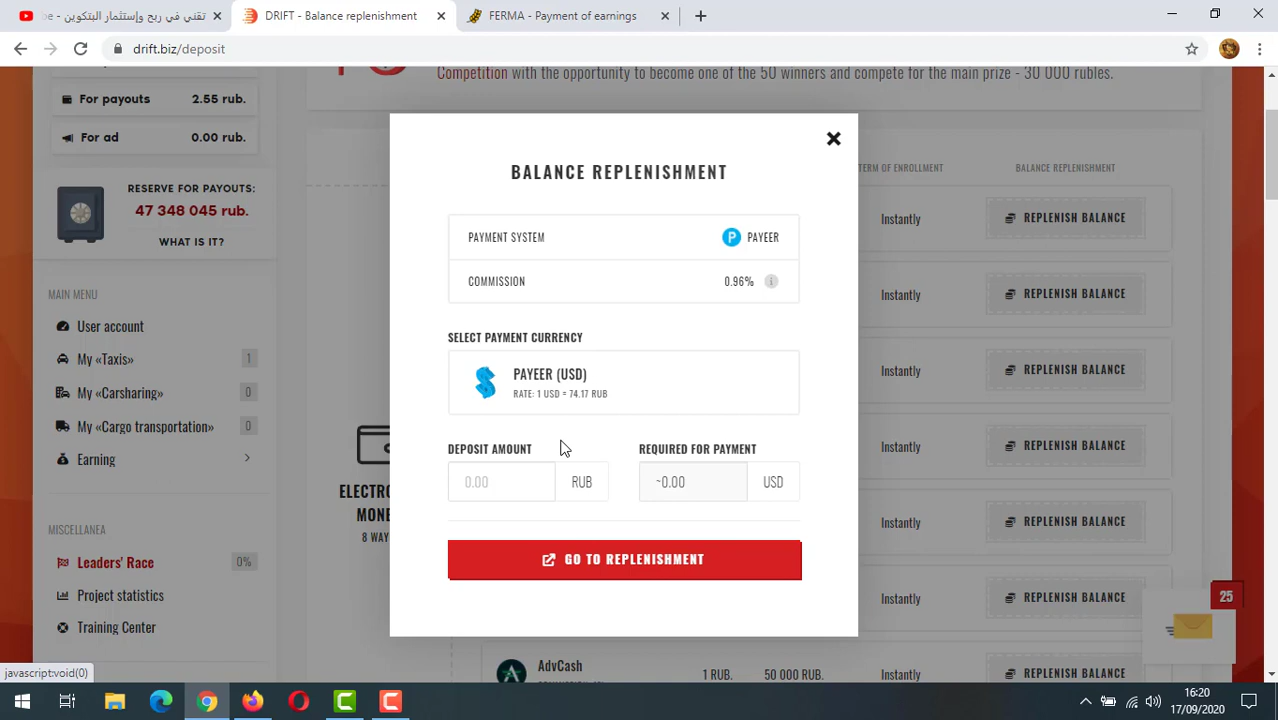 be - تقني في ربح وإستثمار البتكوين
DRIFT - Balance replenishment
FERMA - Payment of earnings
drift.biz/deposit
Competition with the opportunity to become one of the 50 winners and compete for the main prize - 30 000 rubles.
For payouts 2.55 rub.
For ad 0.00 rub.
RESERVE FOR PAYOUTS:
47 348 045 rub.
WHAT IS IT?
MAIN MENU
User account
My «Taxis» 1
My «Carsharing» 0
My «Cargo transportation» 0
Earning
MISCELLANEA
Leaders' Race 0%
Project statistics
Training Center
javascript:void(0)
BALANCE REPLENISHMENT
PAYMENT SYSTEM P PAYEER
COMMISSION 0.96% i
SELECT PAYMENT CURRENCY
PAYEER (USD)
RATE: 1 USD = 74.17 RUB
DEPOSIT AMOUNT REQUIRED FOR PAYMENT
0.00 RUB ~0.00 USD
GO TO REPLENISHMENT
ELECTRO
MONE
8 WAY
TERM OF ENROLLMENT BALANCE REPLENISHMENT
Instantly REPLENISH BALANCE
Instantly REPLENISH BALANCE
Instantly REPLENISH BALANCE
Instantly REPLENISH BALANCE
Instantly REPLENISH BALANCE
Instantly REPLENISH BALANCE
AdvCash 1 RUB. 50 000 RUB. Instantly REPLENISH BALANCE
25
16:20
17/09/2020